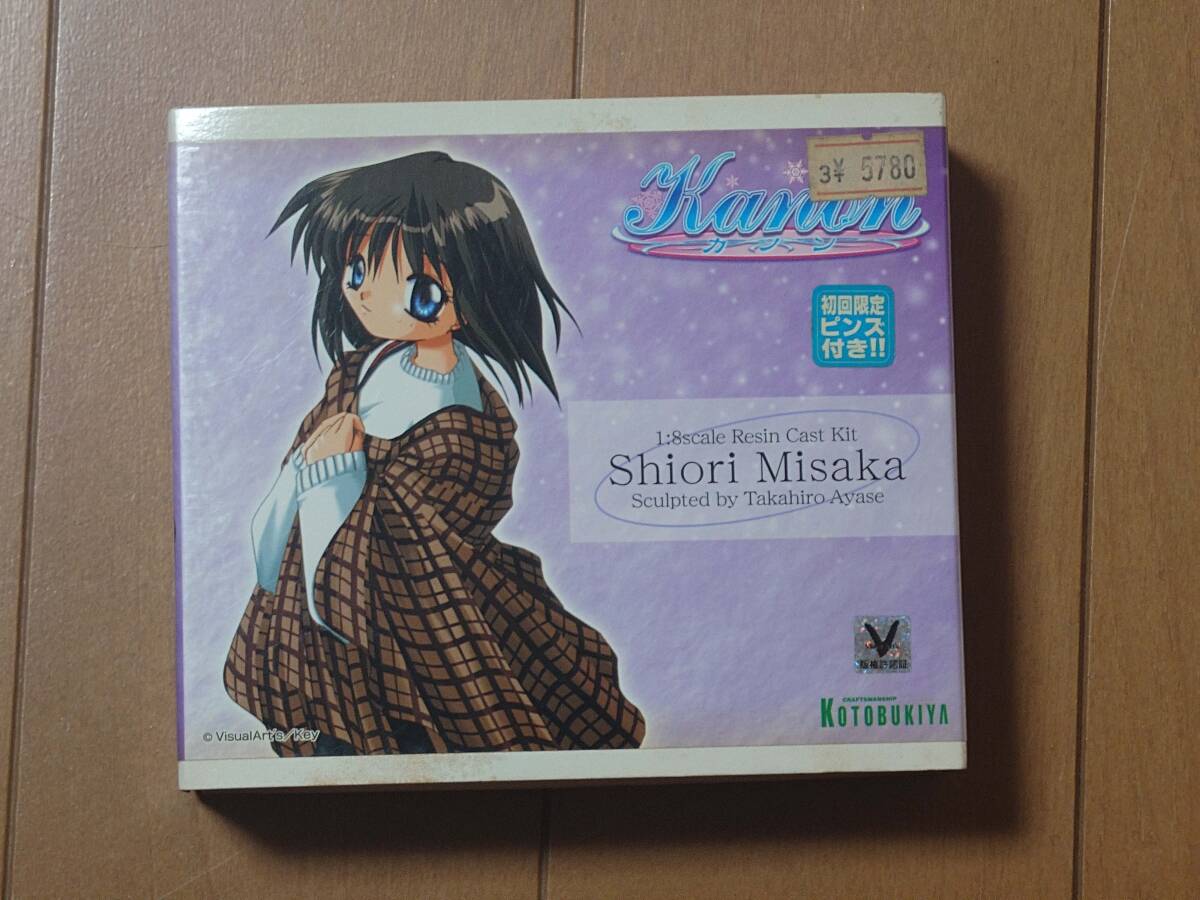 Kanon
カノン
3¥ 5780
初回限定
ピンズ
付き!!
1:8scale Resin Cast Kit
Shiori Misaka
Sculpted by Takahiro Ayase
V
版権許諾証
CRAFTSMANSHIP
KOTOBUKIYA
© VisualArt's/Key